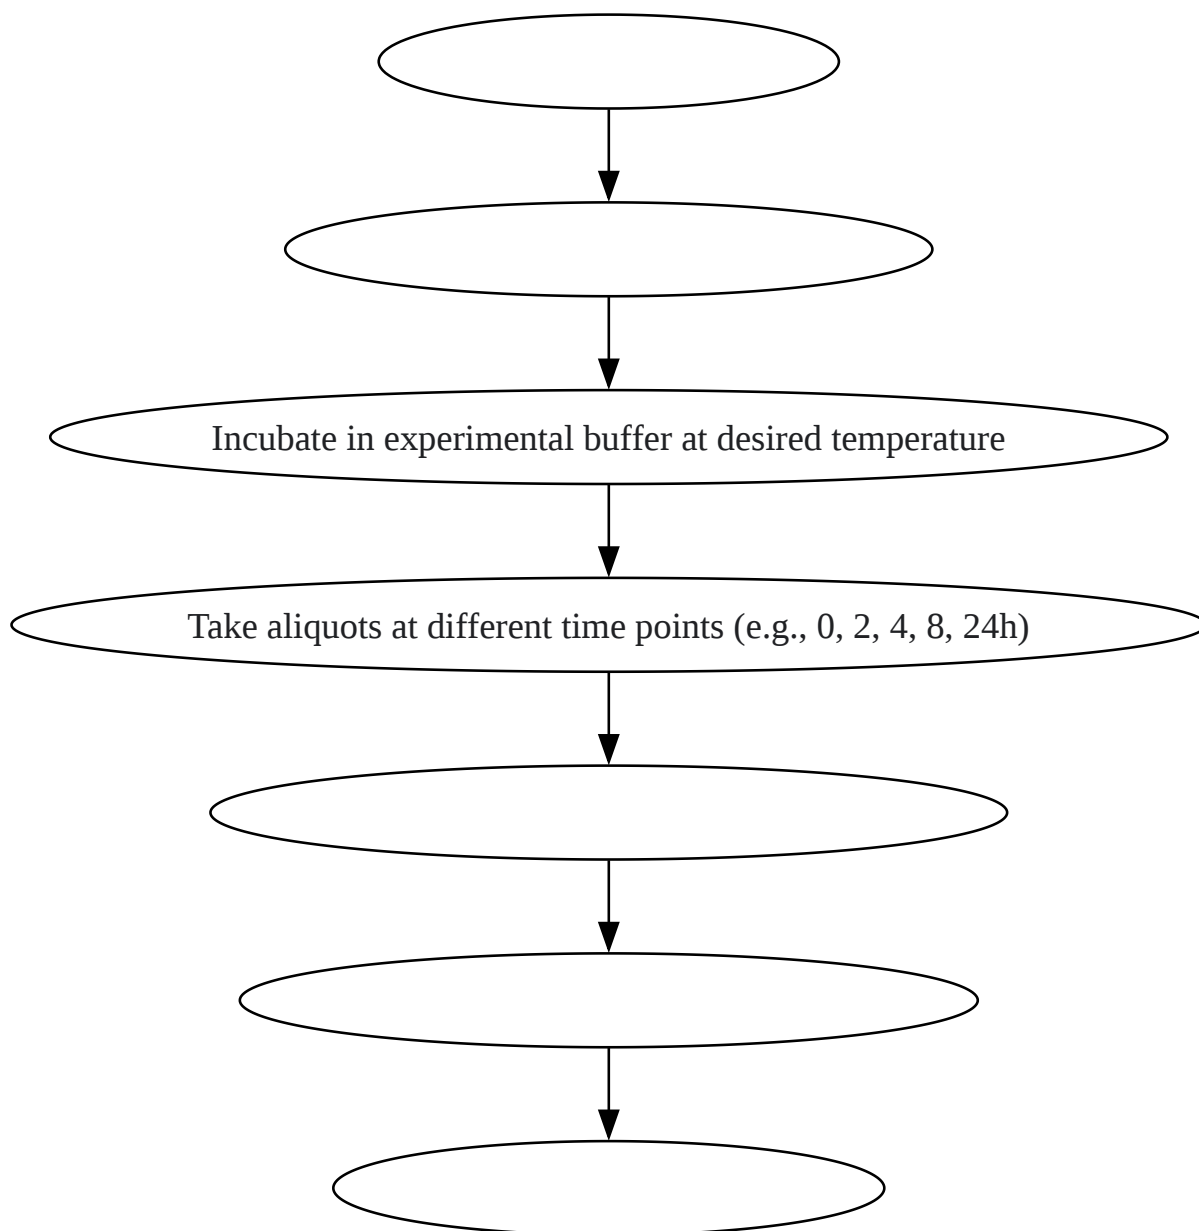 Incubate in experimental buffer at desired temperature
Take aliquots at different time points (e.g., 0, 2, 4, 8, 24h)